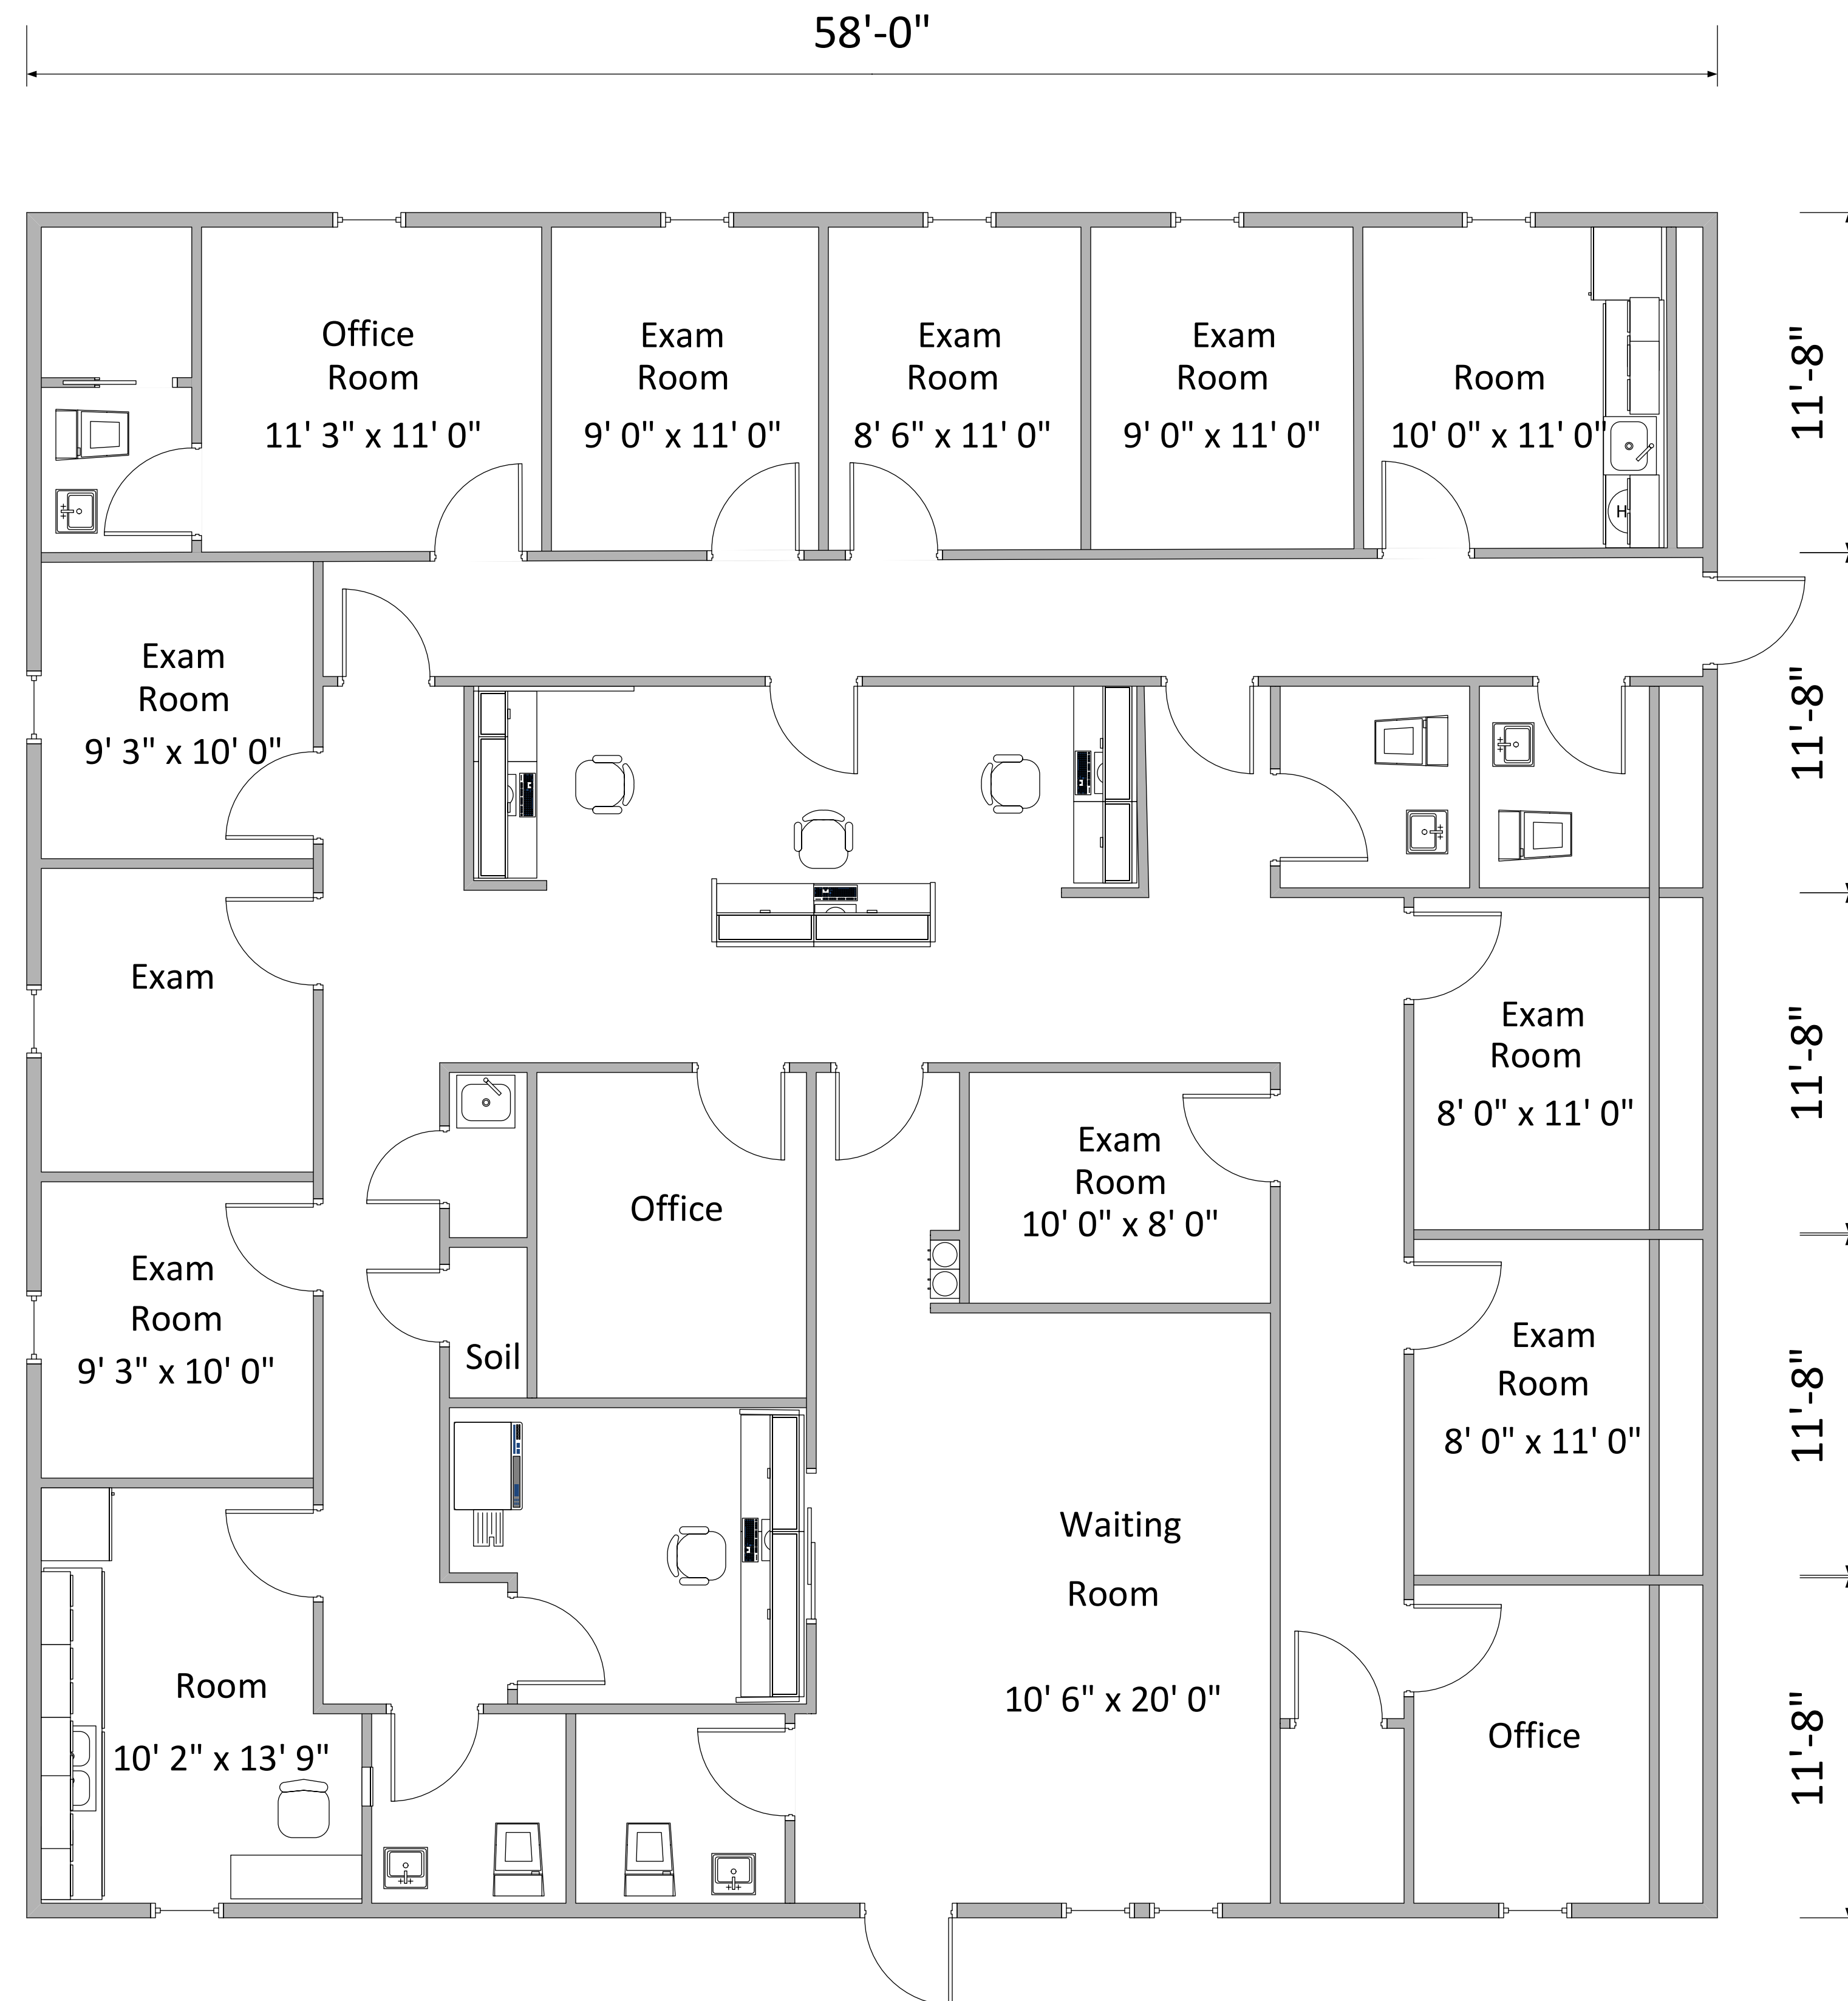 58'-0"
Office
Room
11' 3" x 11' 0"
Exam
Room
9' 0" x 11' 0"
Exam
Room
8' 6" x 11' 0"
Exam
Room
9' 0" x 11' 0"
Room
10' 0" x 11' 0"
H
11'-8"
Exam
Room
9' 3" x 10' 0"
11'-8"
Exam
Exam
Room
8' 0" x 11' 0"
11'-8"
Office
Exam
Room
10' 0" x 8' 0"
Exam
Room
9' 3" x 10' 0"
Soil
Exam
Room
8' 0" x 11' 0"
11'-8"
Waiting
Room
10' 6" x 20' 0"
Room
10' 2" x 13' 9"
Office
11'-8"